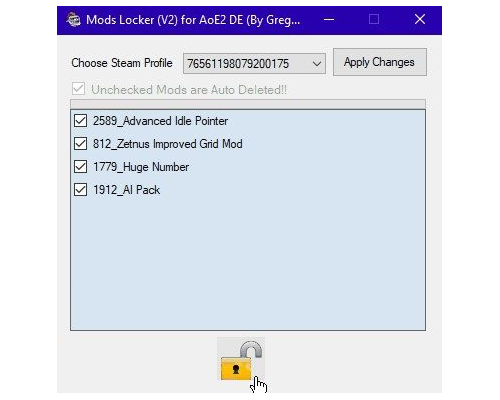 Mods Locker (V2) for AoE2 DE (By Greg...
Choose Steam Profile 76561198079200175 Apply Changes
Unchecked Mods are Auto Deleted!!
2589_Advanced Idle Pointer
812_Zetnus Improved Grid Mod
1779_Huge Number
1912_AI Pack